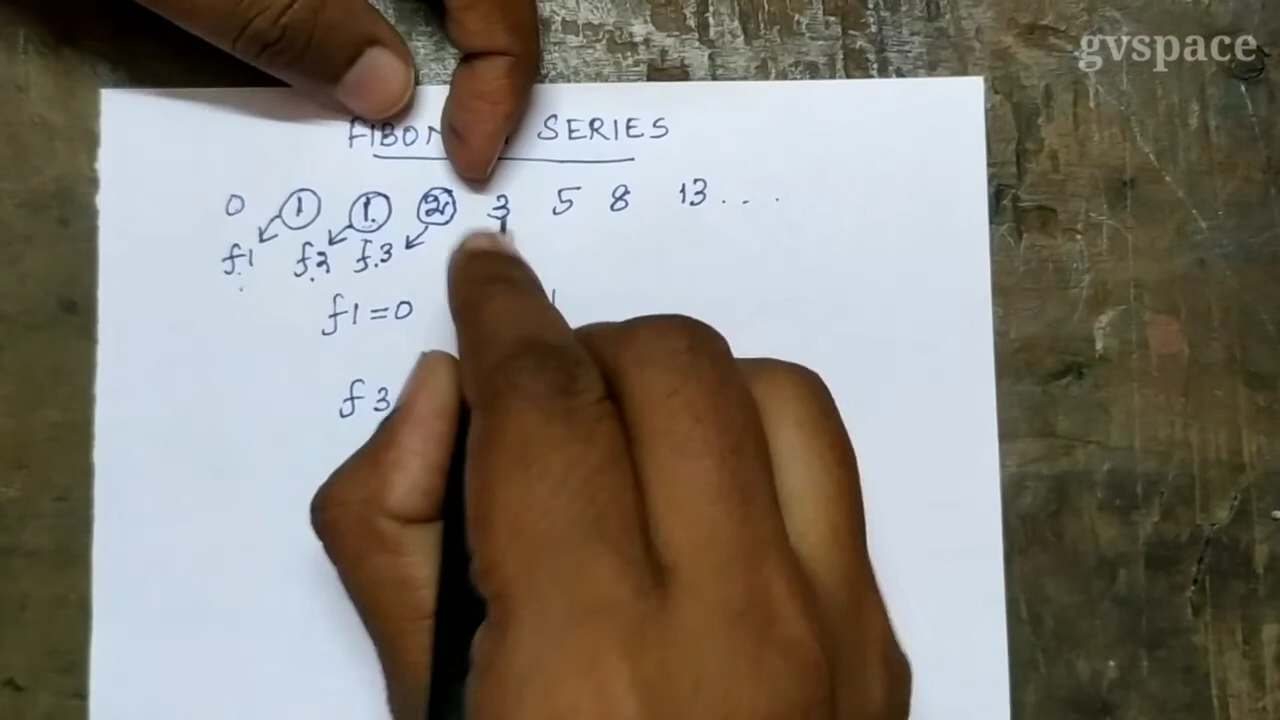 gvspace
SERIES
0 1 1 2 3 5 8 13 . . .
f1 f2 f3
f1=0
f3